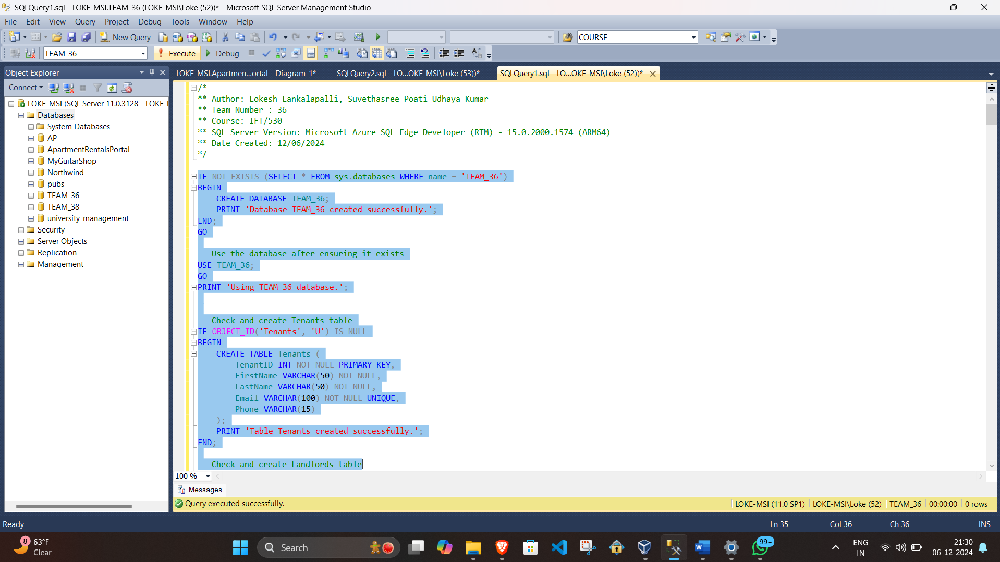 SQLQuery1.sql - LOKE-MSI.TEAM_36 (LOKE-MSI\Loke (52))* - Microsoft SQL Server Management Studio
File Edit View Query Project Debug Tools Window Help
New Query COURSE
TEAM_36 Execute Debug
Object Explorer
Connect
LOKE-MSI (SQL Server 11.0.3128 - LOKE-
Databases
System Databases
AP
ApartmentRentalsPortal
MyGuitarShop
Northwind
pubs
TEAM_36
TEAM_38
university_management
Security
Server Objects
Replication
Management
LOKE-MSI.Apartmen...ortal - Diagram_1* SQLQuery2.sql - LO...OKE-MSI\Loke (53))* SQLQuery1.sql - LO...OKE-MSI\Loke (52))*
/*
** Author: Lokesh Lankalapalli, Suvethasree Poati Udhaya Kumar
** Team Number : 36
** Course: IFT/530
** SQL Server Version: Microsoft Azure SQL Edge Developer (RTM) - 15.0.2000.1574 (ARM64)
** Date Created: 12/06/2024
*/
IF NOT EXISTS (SELECT * FROM sys.databases WHERE name = 'TEAM_36')
BEGIN
CREATE DATABASE TEAM_36;
PRINT 'Database TEAM_36 created successfully.';
END;
GO
-- Use the database after ensuring it exists
USE TEAM_36;
GO
PRINT 'Using TEAM_36 database.';
-- Check and create Tenants table
IF OBJECT_ID('Tenants', 'U') IS NULL
BEGIN
CREATE TABLE Tenants (
TenantID INT NOT NULL PRIMARY KEY,
FirstName VARCHAR(50) NOT NULL,
LastName VARCHAR(50) NOT NULL,
Email VARCHAR(100) NOT NULL UNIQUE,
Phone VARCHAR(15)
);
PRINT 'Table Tenants created successfully.';
END;
-- Check and create Landlords table
100 %
Messages
Query executed successfully. LOKE-MSI (11.0 SP1) LOKE-MSI\Loke (52) TEAM_36 00:00:00 0 rows
Ready Ln 35 Col 36 Ch 36 INS
8 63°F
Clear
Search
99+
ENG
IN
21:30
06-12-2024